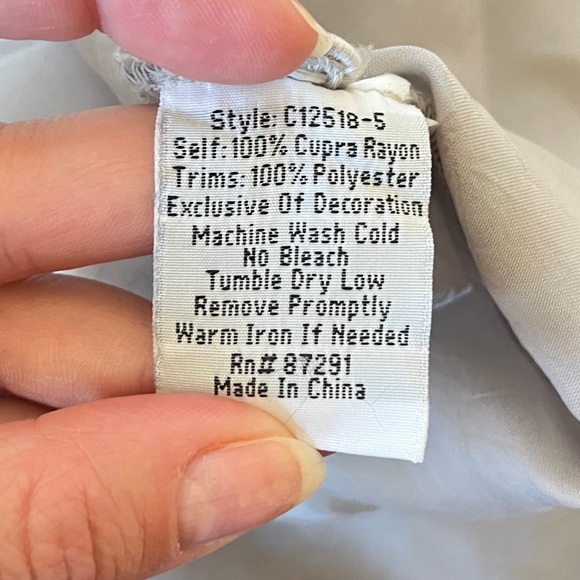 Style: C12518-5
Self: 100% Cupra Rayon
Trims: 100% Polyester
Exclusive Of Decoration
Machine Wash Cold
No Bleach
Tumble Dry Low
Remove Promptly
Warm Iron If Needed
Rn# 87291
Made In China